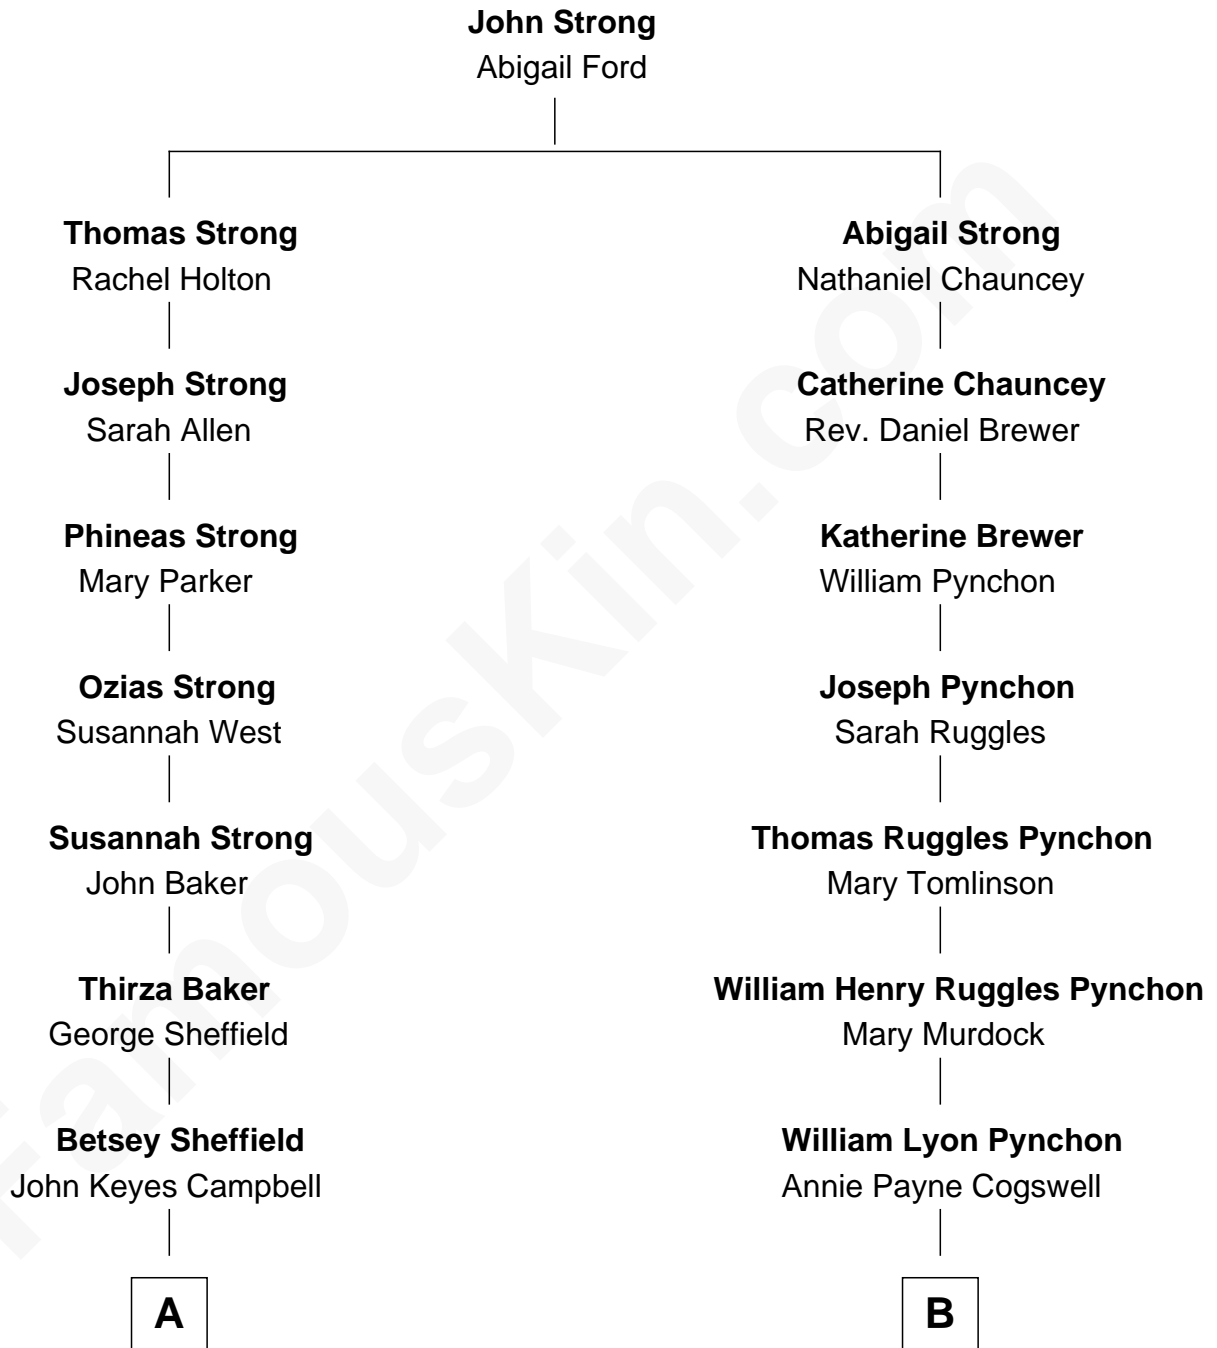 John Strong
Abigail Ford
Thomas Strong
Rachel Holton
Abigail Strong
Nathaniel Chauncey
Joseph Strong
Sarah Allen
Catherine Chauncey
Rev. Daniel Brewer
Phineas Strong
Mary Parker
Katherine Brewer
William Pynchon
Ozias Strong
Susannah West
Joseph Pynchon
Sarah Ruggles
Susannah Strong
John Baker
Thomas Ruggles Pynchon
Mary Tomlinson
Thirza Baker
George Sheffield
William Henry Ruggles Pynchon
Mary Murdock
Betsey Sheffield
John Keyes Campbell
William Lyon Pynchon
Annie Payne Cogswell
A
B
FamousKin.com